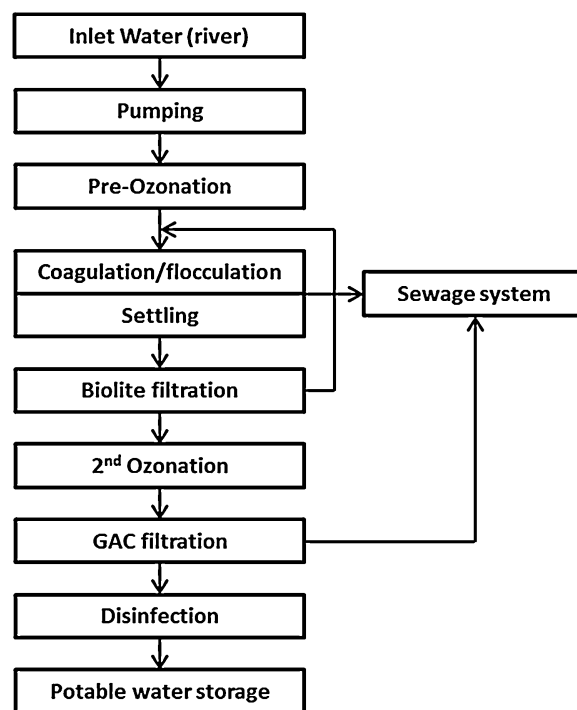 Inlet Water (river)
Pumping
Pre-Ozonation
Coagulation/flocculation
Sewage system
Settling
Biolite filtration
2nd Ozonation
GAC filtration
Disinfection
Potable water storage